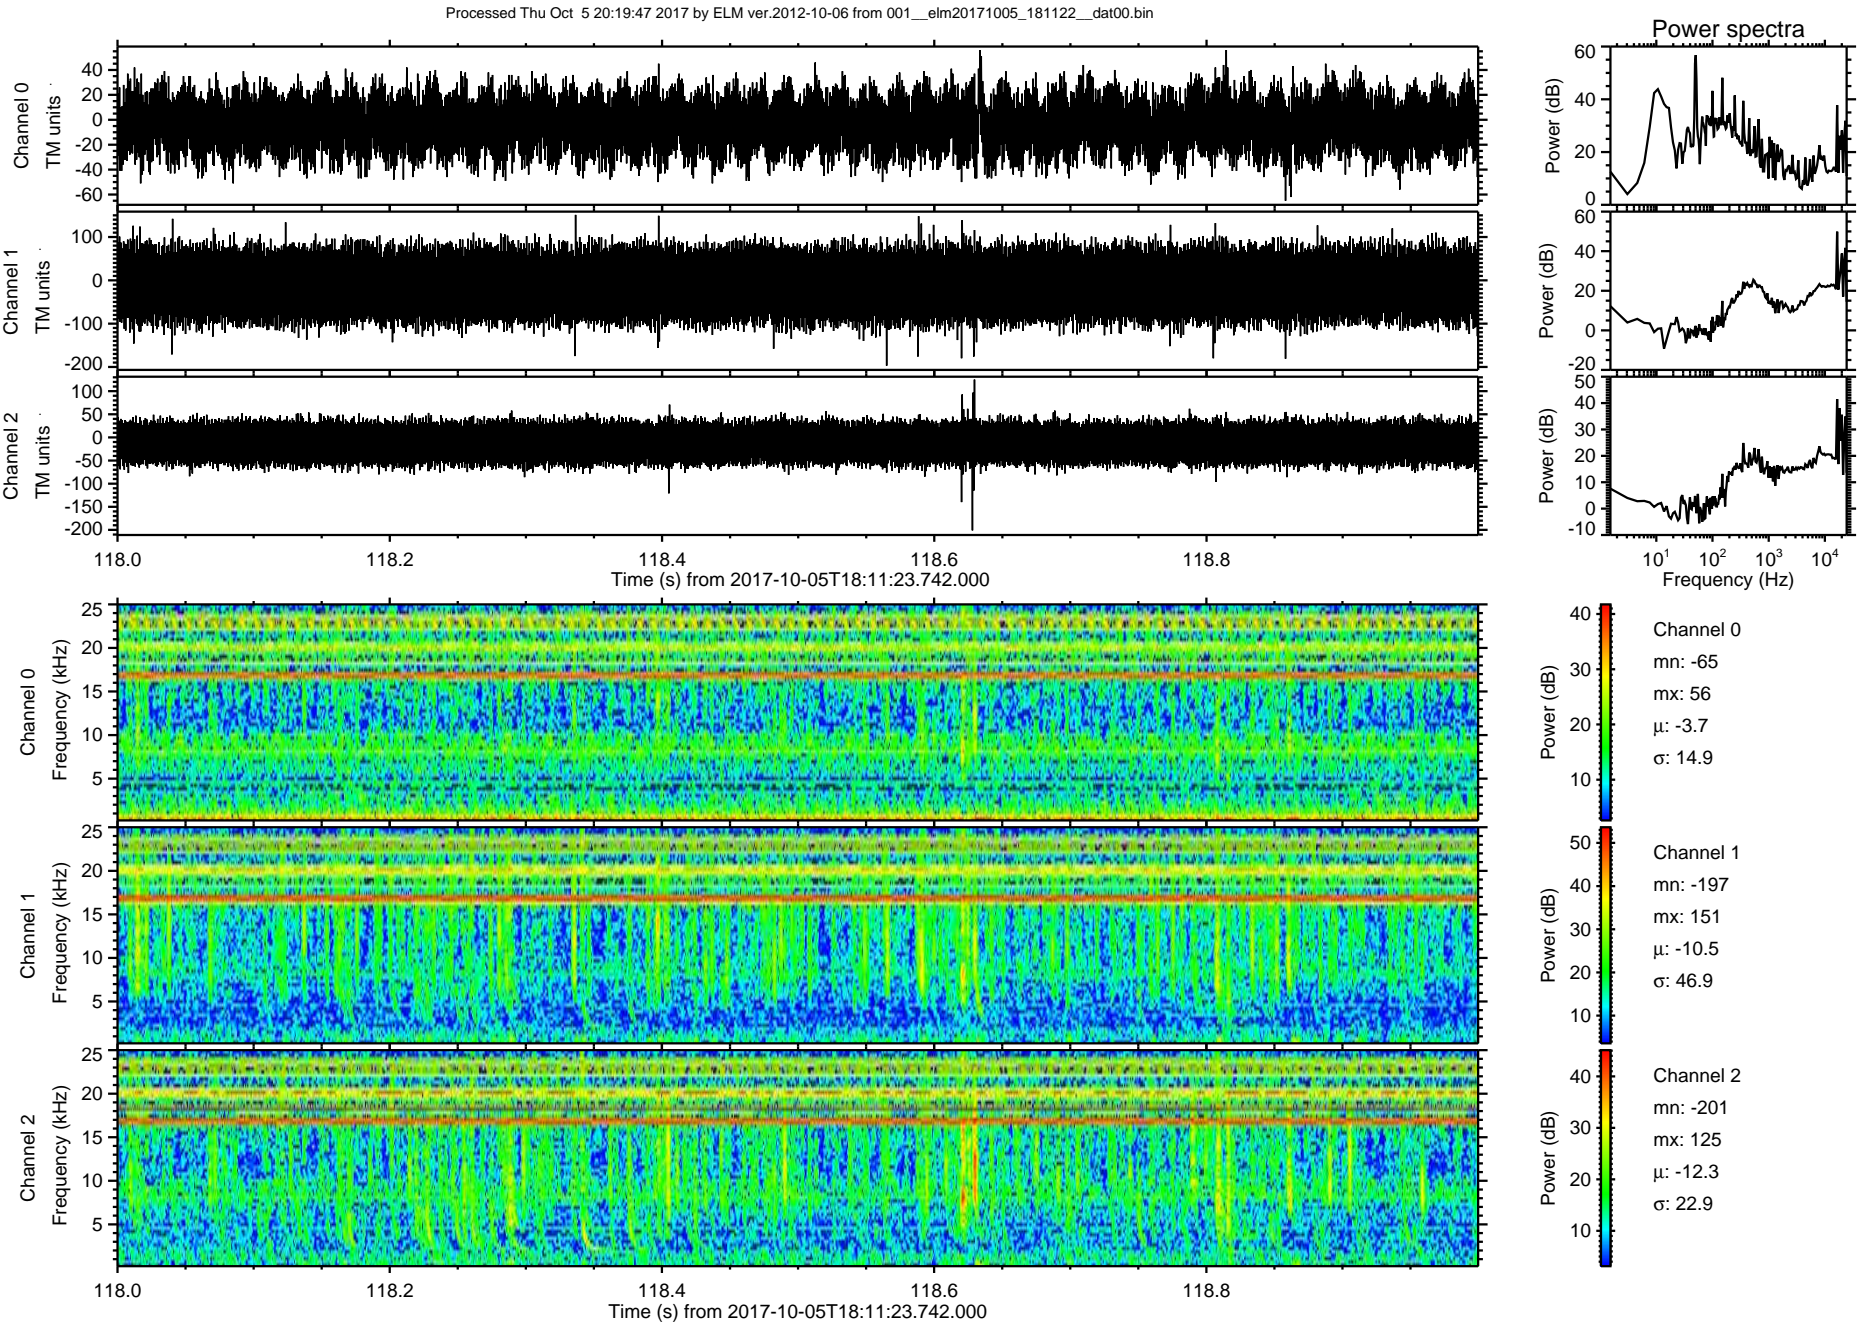 Processed Thu Oct  5 20:19:47 2017 by ELM ver.2012-10-06 from 001__elm20171005_181122__dat00.bin
Power spectra
Channel 0
TM units
40
20
0
-20
-40
-60
Power (dB)
60
40
20
0
Channel 1
TM units
100
0
-100
-200
Power (dB)
60
40
20
0
-20
Channel 2
TM units
100
50
0
-50
-100
-150
-200
Power (dB)
50
40
30
20
10
0
-10
118.0 118.2 118.4 118.6 118.8
Time (s) from 2017-10-05T18:11:23.742.000
10^1 10^2 10^3 10^4
Frequency (Hz)
Channel 0
Frequency (kHz)
25
20
15
10
5
Power (dB)
40
30
20
10
Channel 0
mn: -65
mx: 56
μ: -3.7
σ: 14.9
Channel 1
Frequency (kHz)
25
20
15
10
5
Power (dB)
50
40
30
20
10
Channel 1
mn: -197
mx: 151
μ: -10.5
σ: 46.9
Channel 2
Frequency (kHz)
25
20
15
10
5
Power (dB)
40
30
20
10
Channel 2
mn: -201
mx: 125
μ: -12.3
σ: 22.9
118.0 118.2 118.4 118.6 118.8
Time (s) from 2017-10-05T18:11:23.742.000